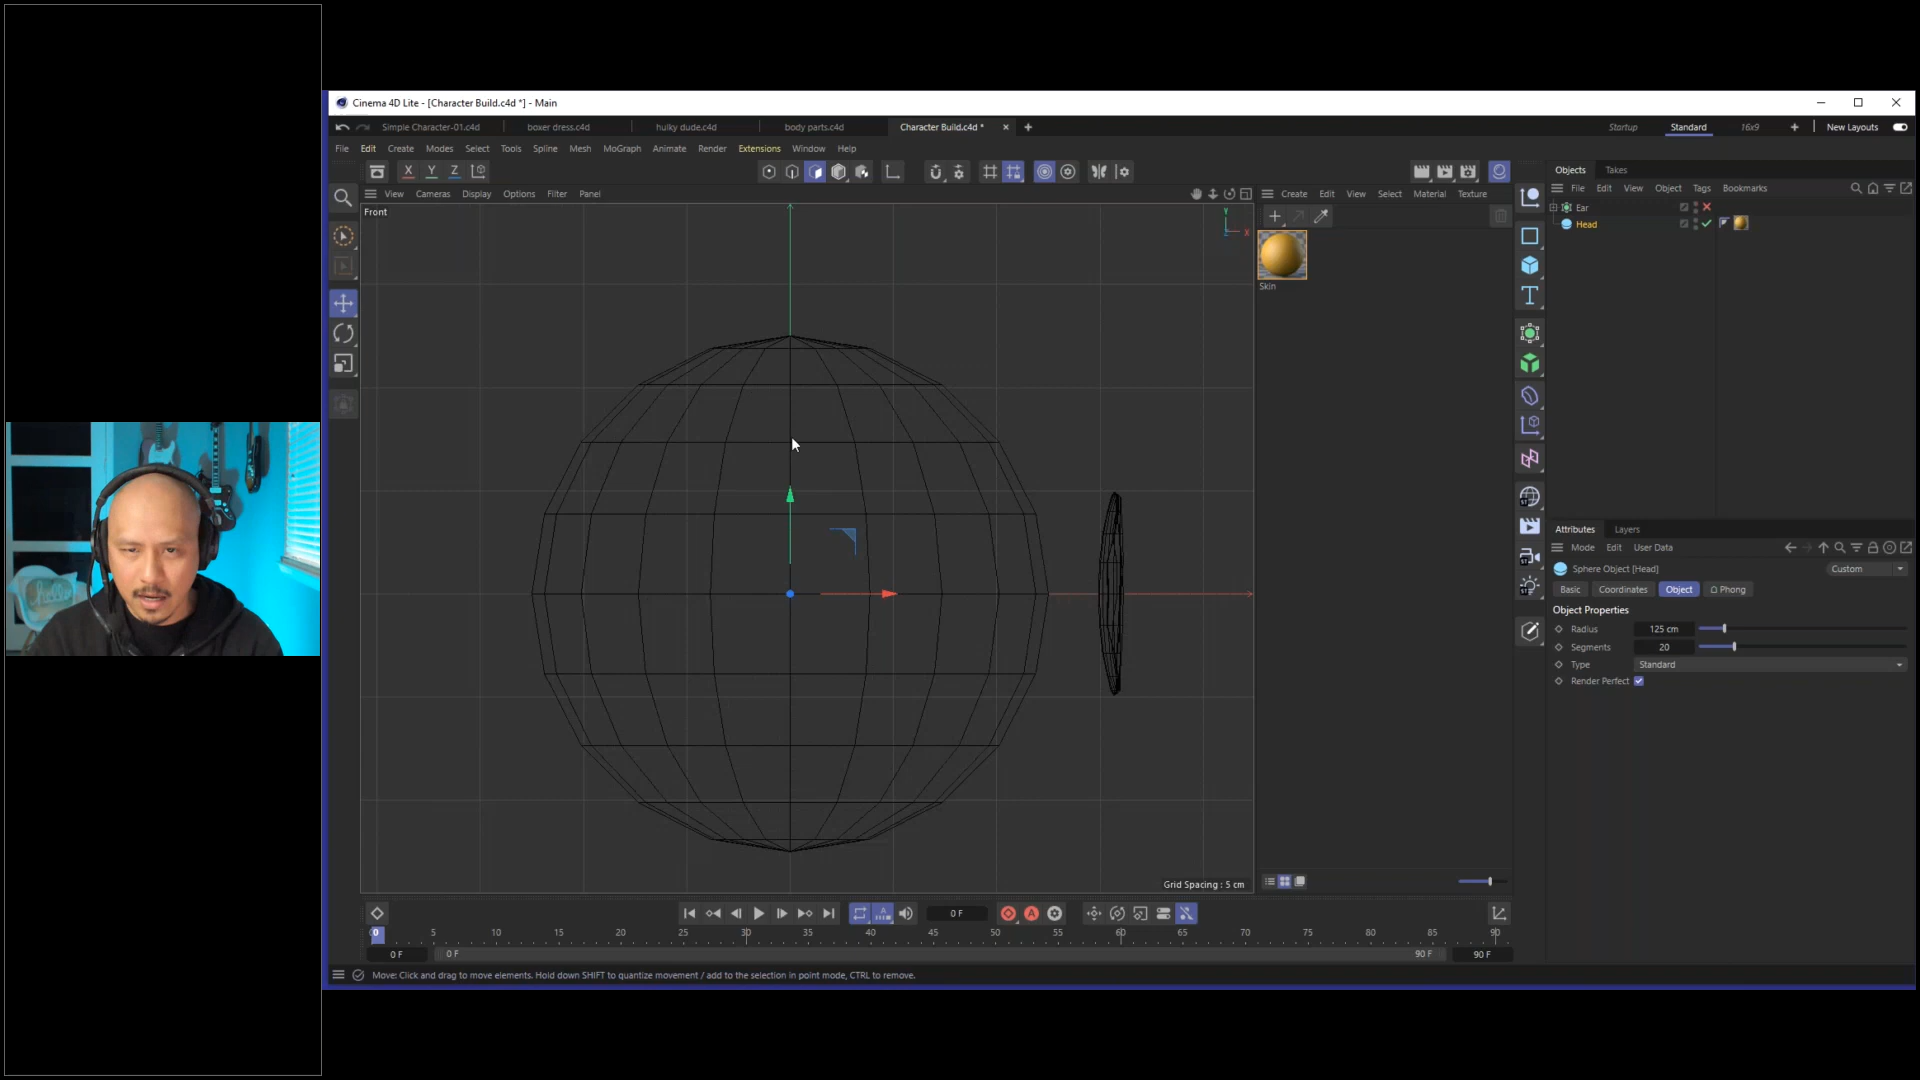 Cinema 4D Lite - [Character Build.c4d *] - Main
Simple Character-01.c4d boxer dress.c4d hulky dude.c4d body parts.c4d Character Build.c4d * Startup Standard 16x9 New Layouts
File Edit Create Modes Select Tools Spline Mesh MoGraph Animate Render Extensions Window Help
X Y Z
Objects Takes
View Cameras Display Options Filter Panel
Create Edit View Select Material Texture
File Edit View Object Tags Bookmarks
Front
Y
X
Z
Ear
Head
Skin
Attributes Layers
Mode Edit User Data
Sphere Object [Head] Custom
Basic Coordinates Object Phong
Object Properties
Radius 125 cm
Segments 20
Type Standard
Render Perfect
Grid Spacing : 5 cm
0 F
0 5 10 15 20 25 30 35 40 45 50 55 60 65 70 75 80 85 90
0 F 0 F 90 F 90 F
Move: Click and drag to move elements. Hold down SHIFT to quantize movement / add to the selection in point mode, CTRL to remove.